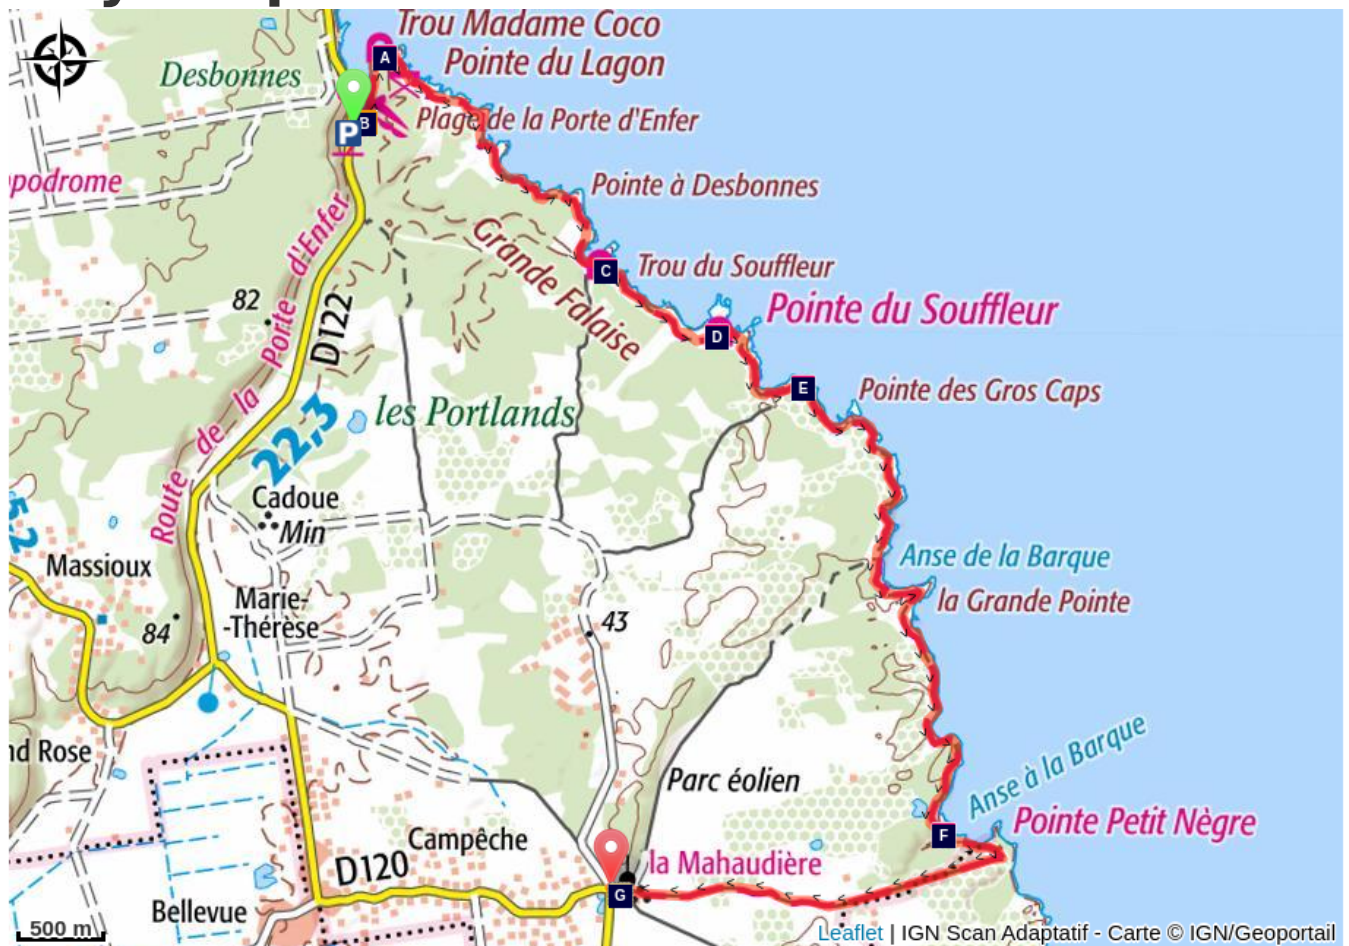 Trou Madame Coco
Pointe du Lagon
Desbonnes
A
B
P
Plage de la Porte d'Enfer
podrome
Pointe à Desbonnes
Grande Falaise
C
Trou du Souffleur
82
Route de la Porte d'Enfer
D122
D
Pointe du Souffleur
E
Pointe des Gros Caps
22,3
les Portlands
Cadoue
Min
Massioux
Anse de la Barque
la Grande Pointe
Marie-
-Thérèse
84
43
nd Rose
Parc éolien
Anse à la Barque
F
Pointe Petit Nègre
Campêche
D120
la Mahaudière
G
Bellevue
500 m
Leaflet | IGN Scan Adaptatif - Carte © IGN/Geoportail